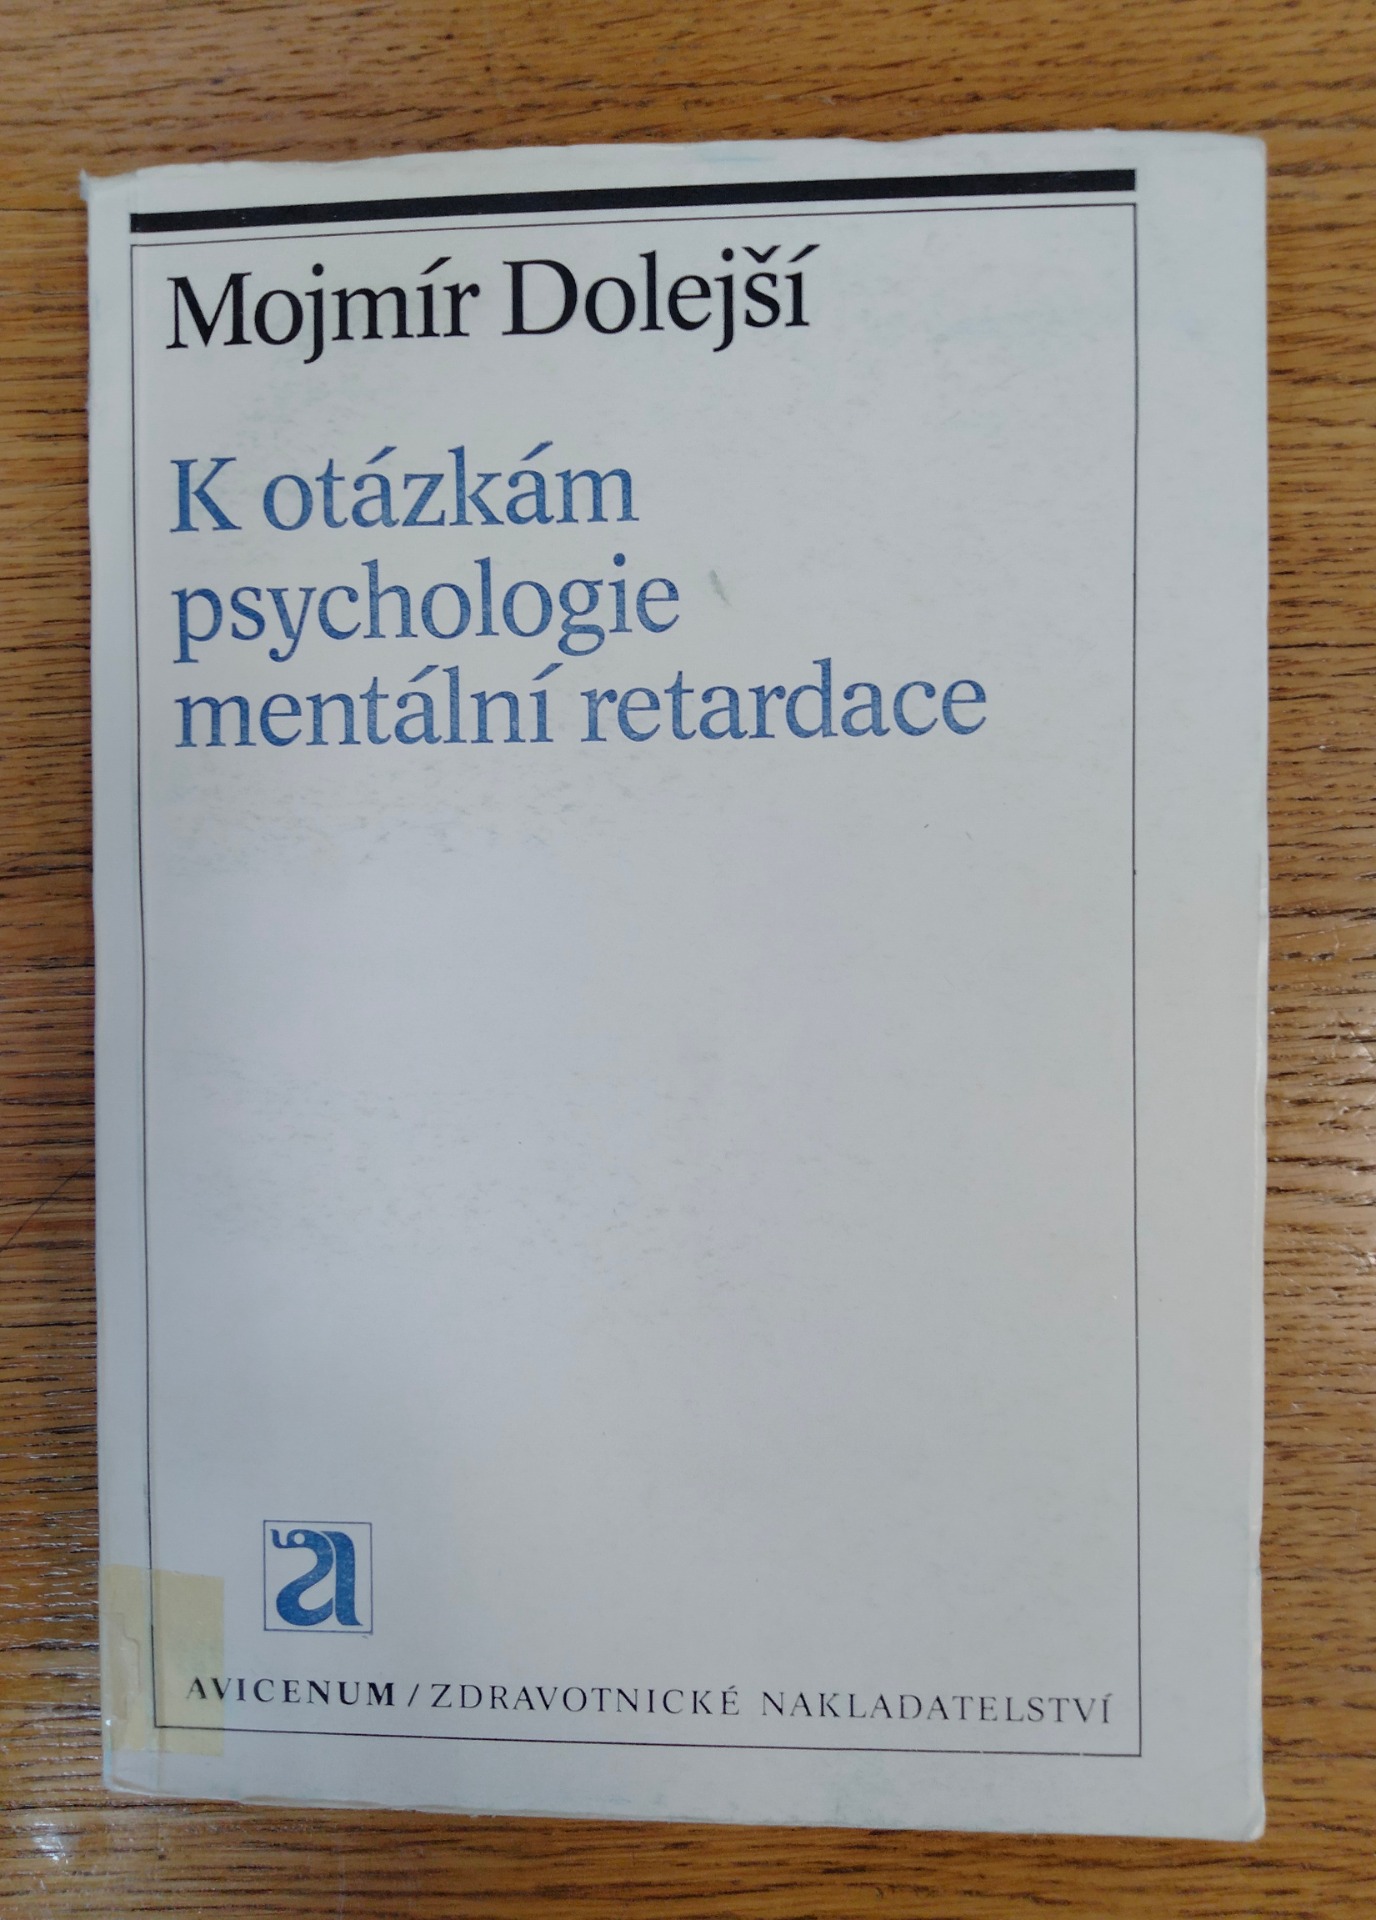 Mojmír Dolejší
K otázkám
psychologie
mentální retardace
a
AVICENUM / ZDRAVOTNICKÉ NAKLADATELSTVÍ